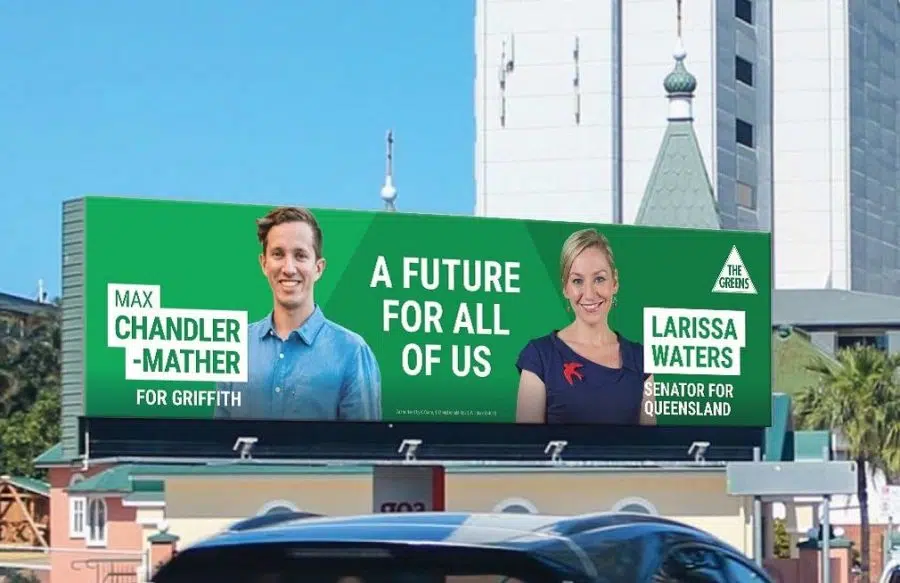 MAX
CHANDLER
-MATHER
FOR GRIFFITH
A FUTURE
FOR ALL
OF US
THE
GREENS
LARISSA
WATERS
SENATOR FOR
QUEENSLAND